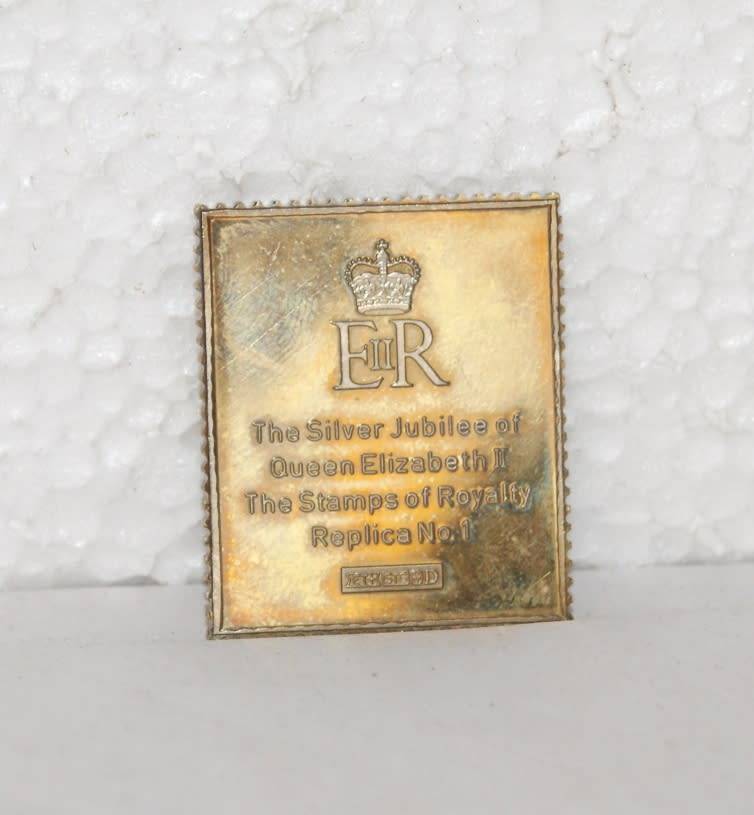 EIIR
The Silver Jubilee of
Queen Elizabeth II
The Stamps of Royalty
Replica No.1